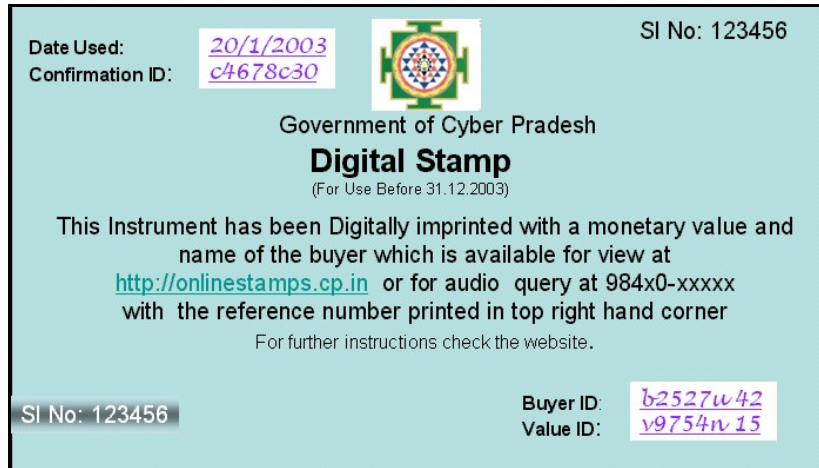 Date Used: 20/1/2003
Confirmation ID: c4678c30
SI No: 123456
Government of Cyber Pradesh
Digital Stamp
(For Use Before 31.12.2003)
This Instrument has been Digitally imprinted with a monetary value and
name of the buyer which is available for view at
http://onlinestamps.cp.in or for audio query at 984x0-xxxxx
with the reference number printed in top right hand corner
For further instructions check the website.
SI No: 123456
Buyer ID: b2527u42
Value ID: v9754n15